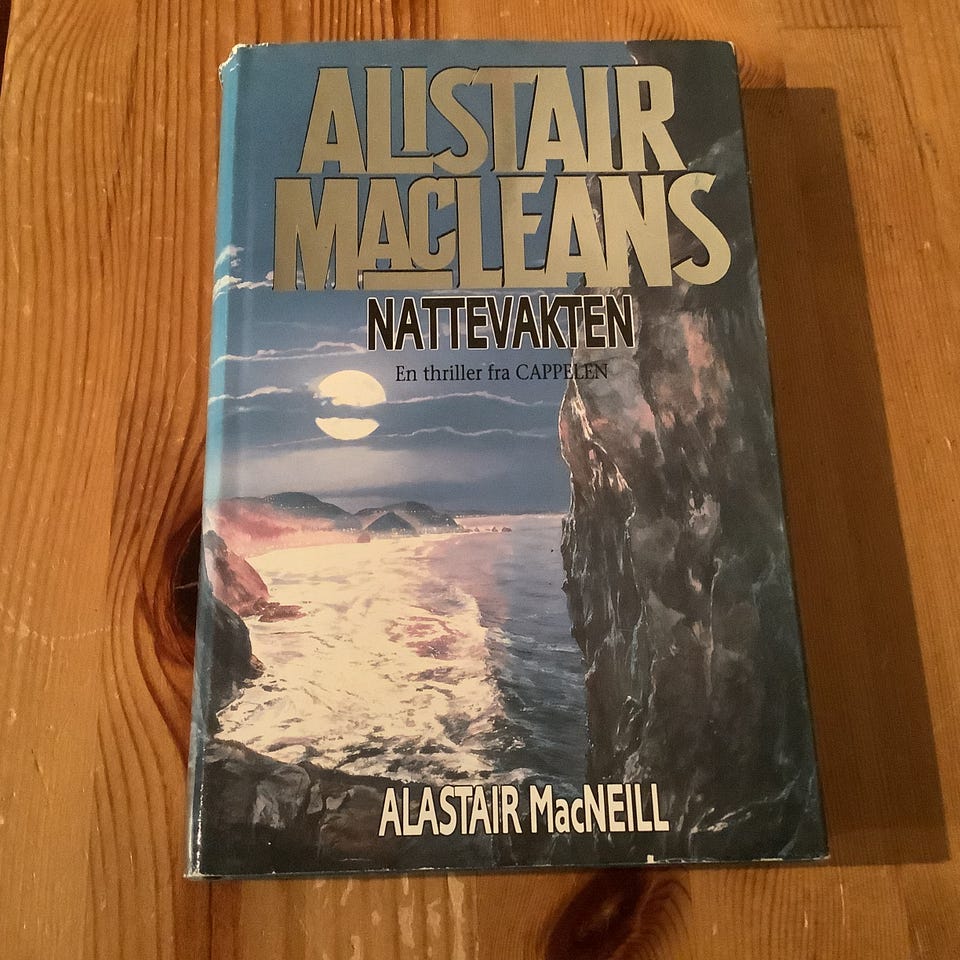 ALISTAIR
MACLEANS
NATTEVAKTEN
En thriller fra CAPPELEN
ALASTAIR MacNEILL